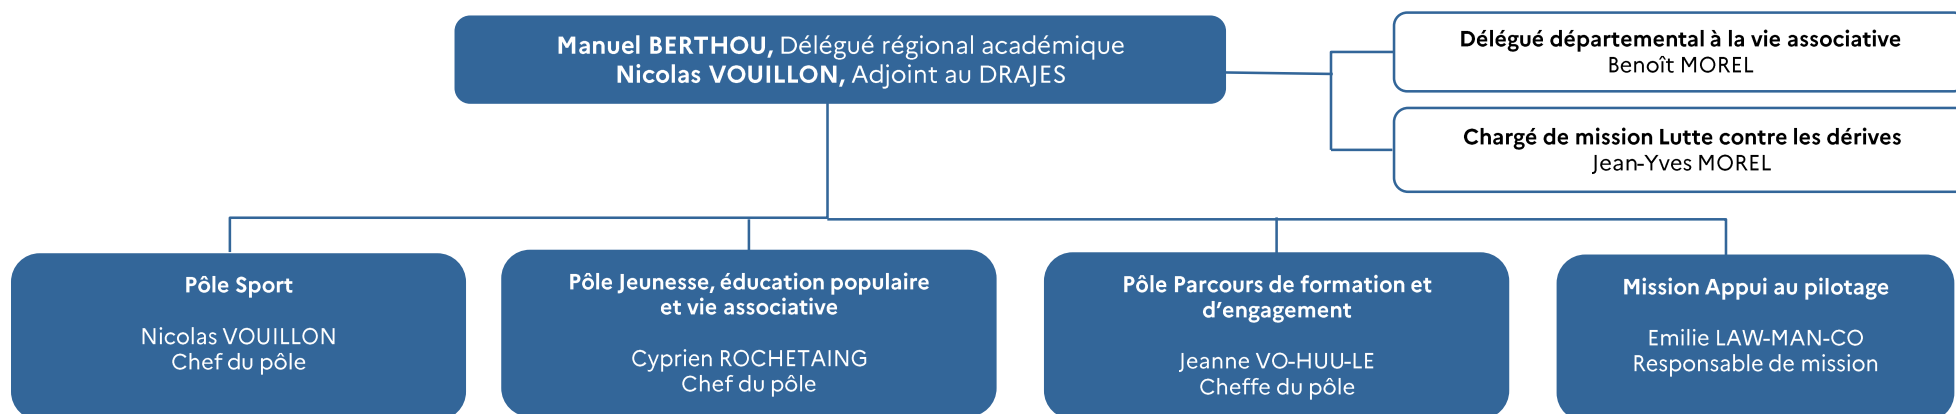 Manuel BERTHOU, Délégué régional académique
Nicolas VOUILLON, Adjoint au DRAJES
Délégué départemental à la vie associative
Benoît MOREL
Chargé de mission Lutte contre les dérives
Jean-Yves MOREL
Pôle Sport
Nicolas VOUILLON
Chef du pôle
Pôle Jeunesse, éducation populaire
et vie associative
Cyprien ROCHETAING
Chef du pôle
Pôle Parcours de formation et
d’engagement
Jeanne VO-HUU-LE
Cheffe du pôle
Mission Appui au pilotage
Emilie LAW-MAN-CO
Responsable de mission